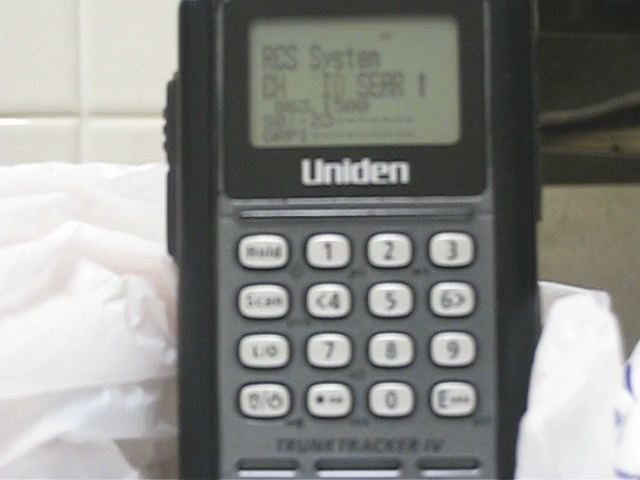 RCS System
CH ID SEAR 1
Uniden
Hold 1 2 3
Scan <4 5 6>
L/O 7 8 9
0 E
TRUNKTRACKER IV